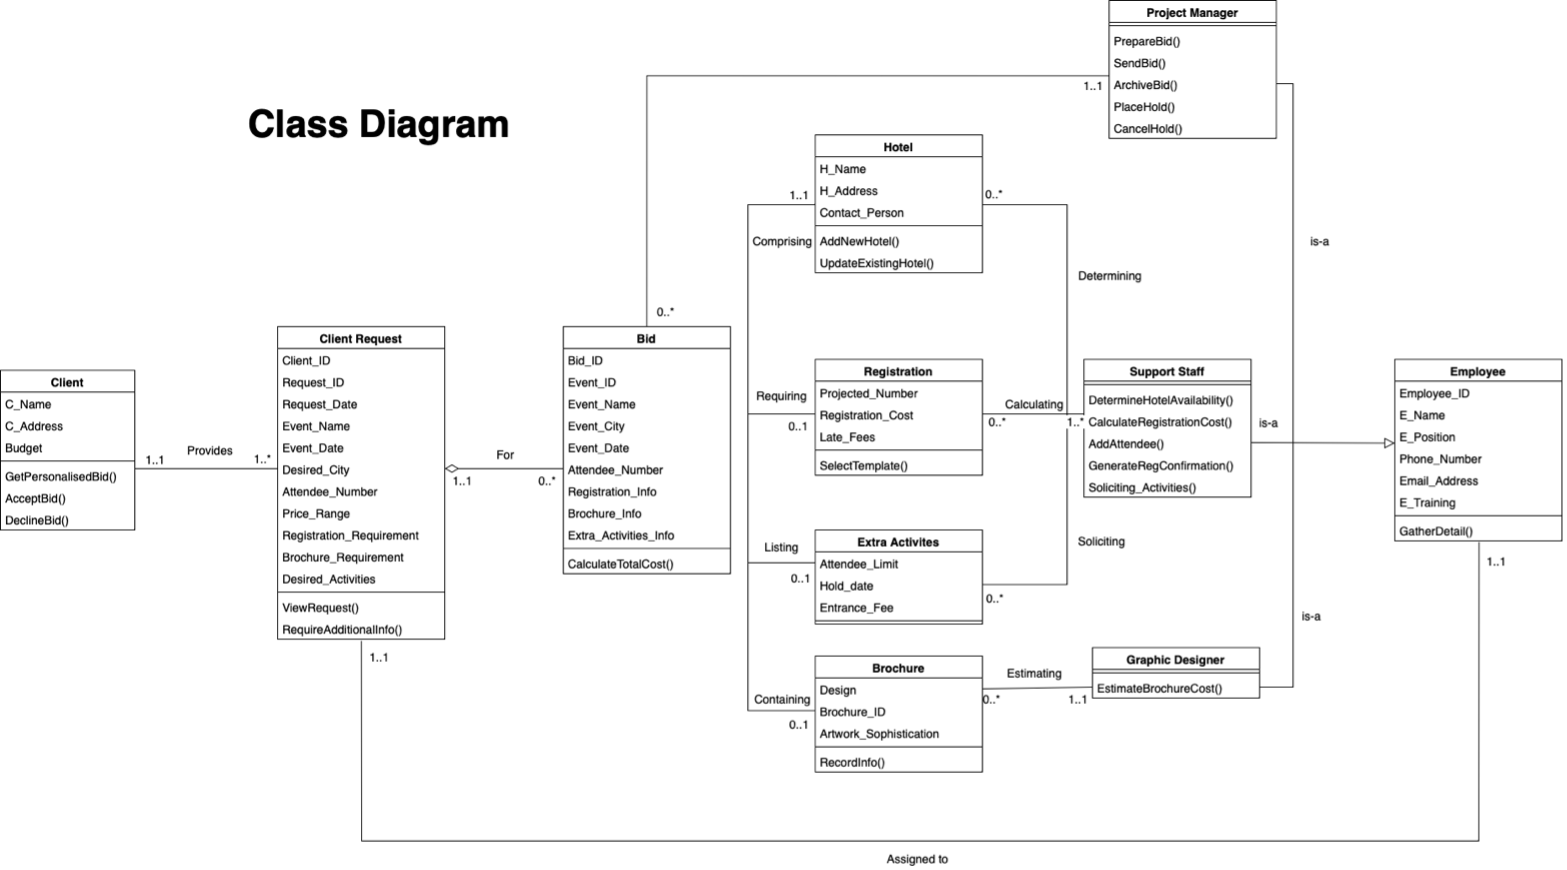 Class Diagram
Project Manager
PrepareBid()
SendBid()
ArchiveBid()
PlaceHold()
CancelHold()
1..1
Hotel
H_Name
H_Address
Contact_Person
AddNewHotel()
UpdateExistingHotel()
1..1
0..*
Comprising
is-a
Determining
0..*
Client
C_Name
C_Address
Budget
GetPersonalisedBid()
AcceptBid()
DeclineBid()
Provides
1..1
1..*
Client Request
Client_ID
Request_ID
Request_Date
Event_Name
Event_Date
Desired_City
Attendee_Number
Price_Range
Registration_Requirement
Brochure_Requirement
Desired_Activities
ViewRequest()
RequireAdditionalInfo()
For
1..1
0..*
Bid
Bid_ID
Event_ID
Event_Name
Event_City
Event_Date
Attendee_Number
Registration_Info
Brochure_Info
Extra_Activities_Info
CalculateTotalCost()
Requiring
0..1
Registration
Projected_Number
Registration_Cost
Late_Fees
SelectTemplate()
Calculating
0..*
1..*
Support Staff
DetermineHotelAvailability()
CalculateRegistrationCost()
AddAttendee()
GenerateRegConfirmation()
Soliciting_Activities()
is-a
Employee
Employee_ID
E_Name
E_Position
Phone_Number
Email_Address
E_Training
GatherDetail()
1..1
Listing
0..1
Extra Activites
Attendee_Limit
Hold_date
Entrance_Fee
Soliciting
0..*
is-a
1..1
Containing
0..1
Brochure
Design
Brochure_ID
Artwork_Sophistication
RecordInfo()
Estimating
0..*
1..1
Graphic Designer
EstimateBrochureCost()
Assigned to